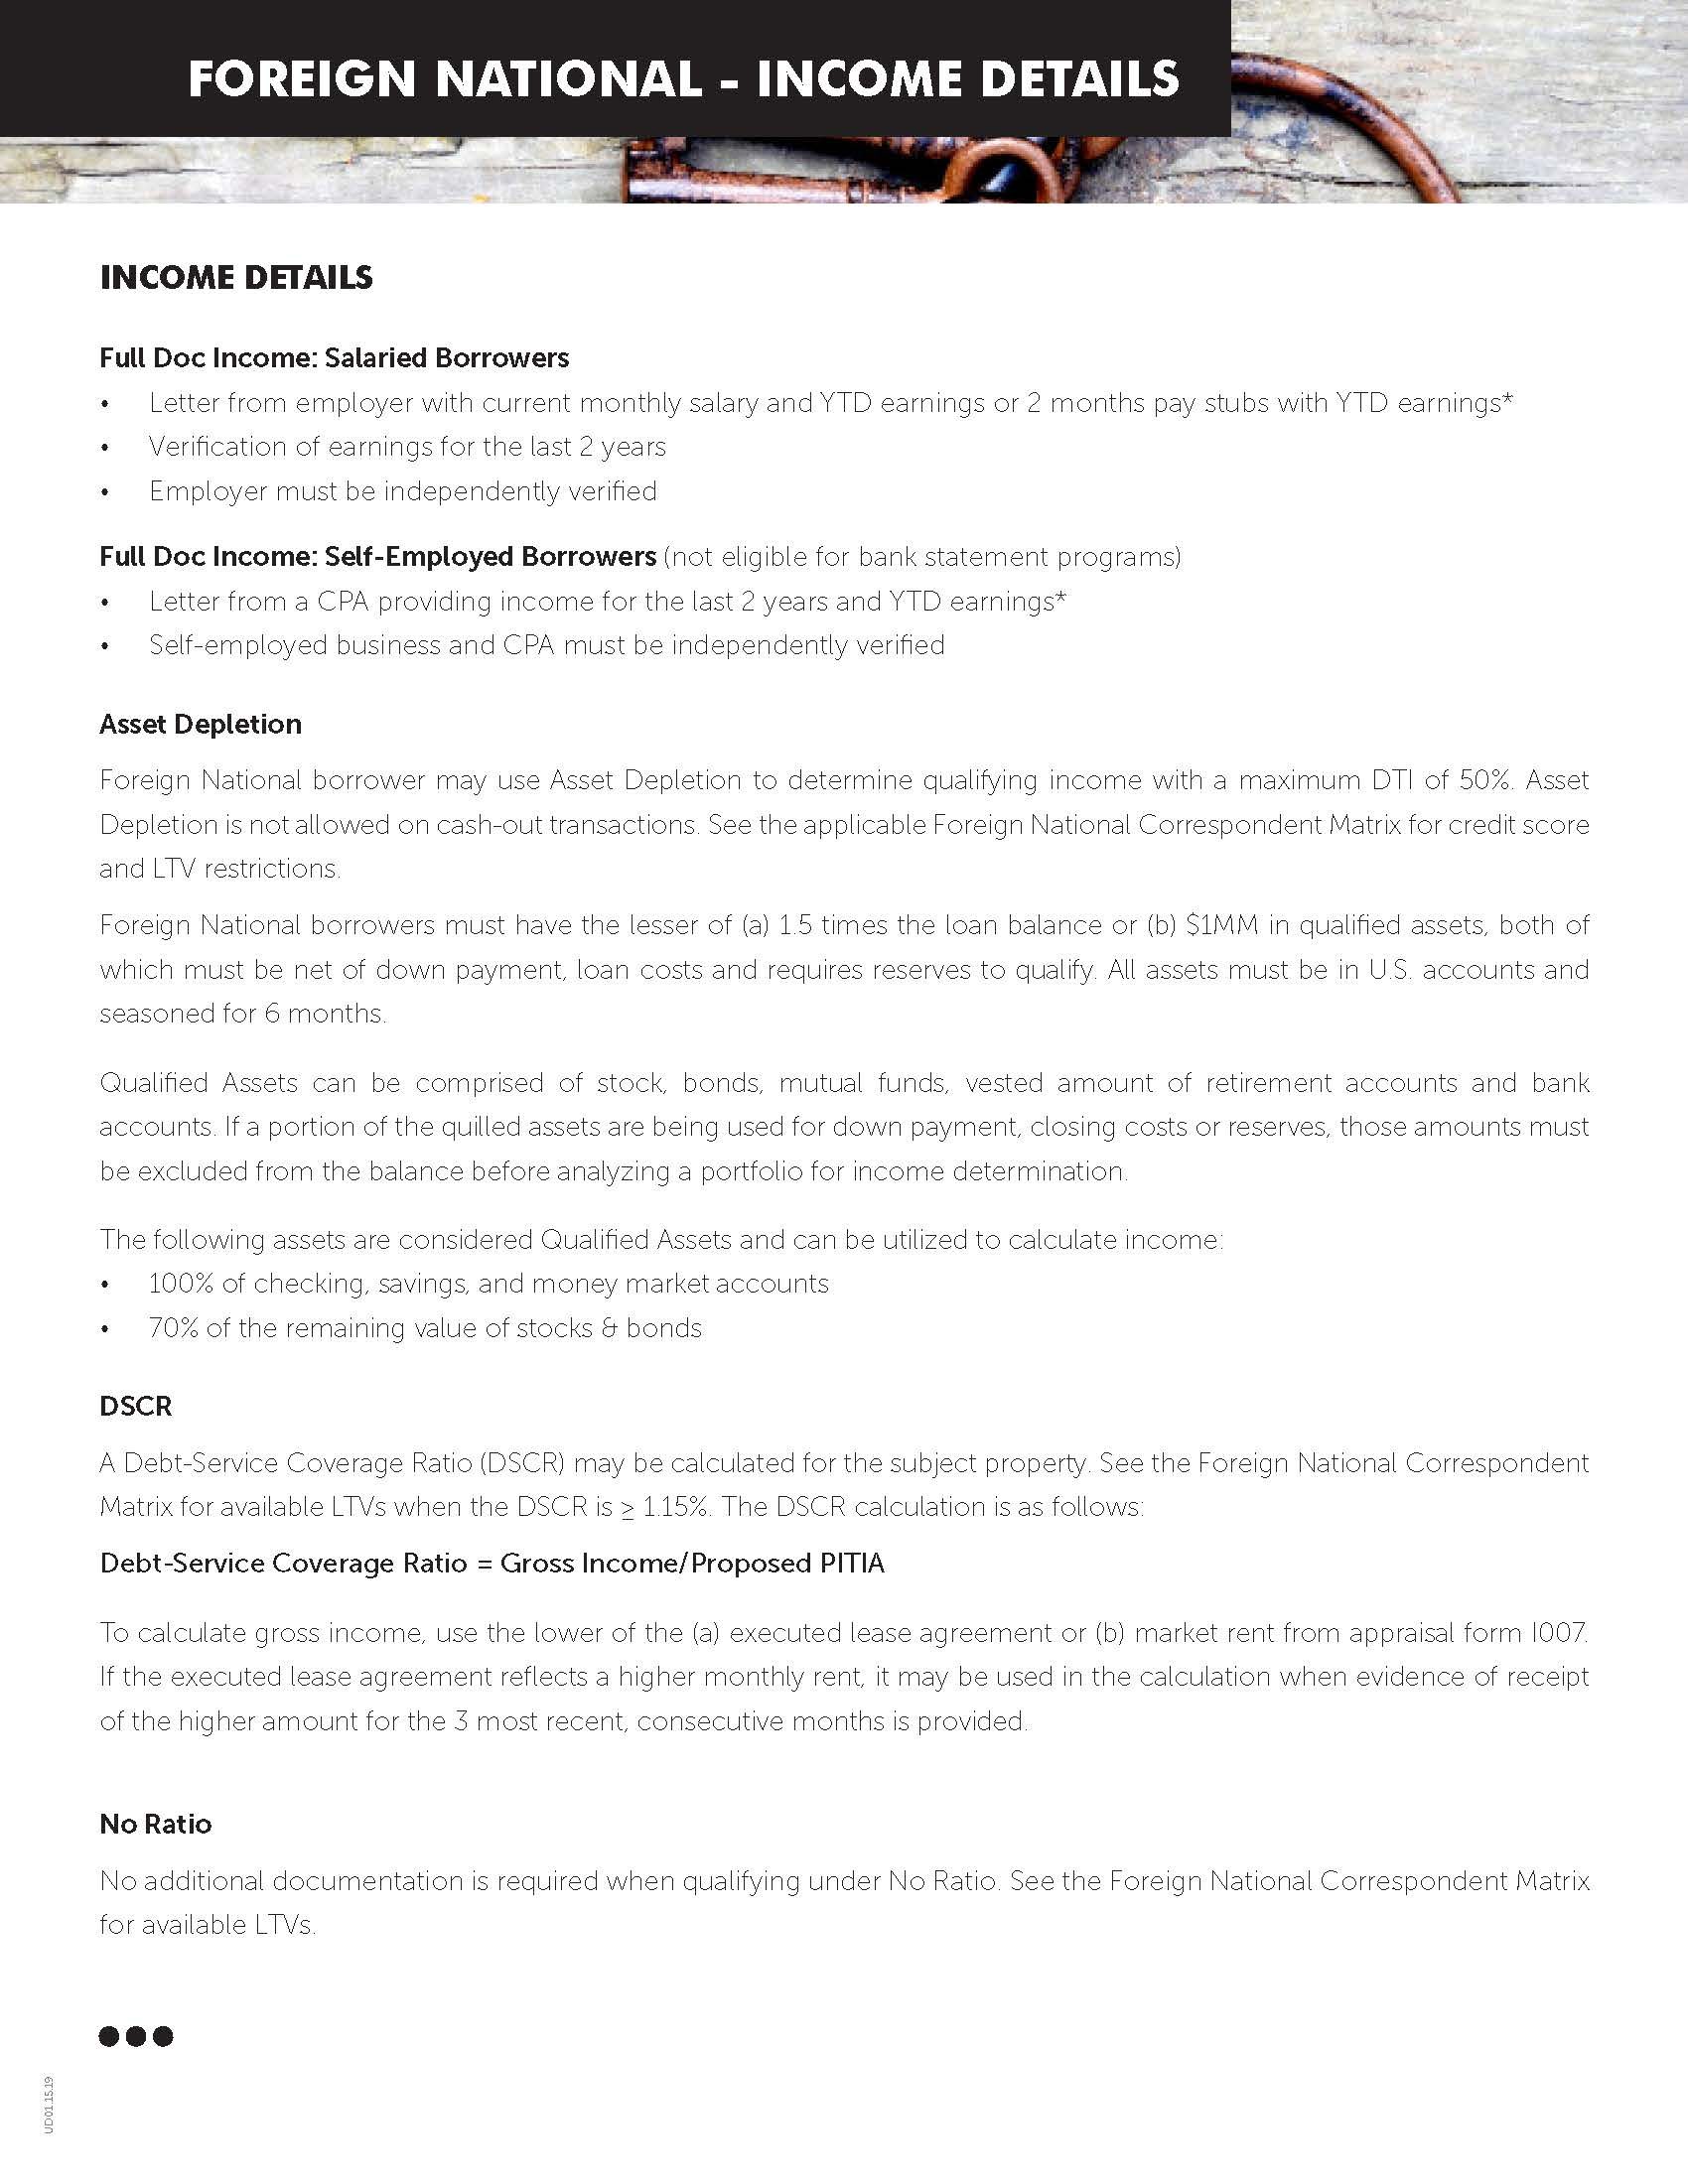 FOREIGN NATIONAL - INCOME DETAILS
INCOME DETAILS
Full Doc Income: Salaried Borrowers
• Letter from employer with current monthly salary and YTD earnings or 2 months pay stubs with YTD earnings*
• Verification of earnings for the last 2 years
• Employer must be independently verified
Full Doc Income: Self-Employed Borrowers (not eligible for bank statement programs)
• Letter from a CPA providing income for the last 2 years and YTD earnings*
• Self-employed business and CPA must be independently verified
Asset Depletion
Foreign National borrower may use Asset Depletion to determine qualifying income with a maximum DTI of 50%. Asset
Depletion is not allowed on cash-out transactions. See the applicable Foreign National Correspondent Matrix for credit score
and LTV restrictions.
Foreign National borrowers must have the lesser of (a) 1.5 times the loan balance or (b) $1MM in qualified assets, both of
which must be net of down payment, loan costs and requires reserves to qualify. All assets must be in U.S. accounts and
seasoned for 6 months.
Qualified Assets can be comprised of stock, bonds, mutual funds, vested amount of retirement accounts and bank
accounts. If a portion of the quilled assets are being used for down payment, closing costs or reserves, those amounts must
be excluded from the balance before analyzing a portfolio for income determination.
The following assets are considered Qualified Assets and can be utilized to calculate income:
• 100% of checking, savings, and money market accounts
• 70% of the remaining value of stocks & bonds
DSCR
A Debt-Service Coverage Ratio (DSCR) may be calculated for the subject property. See the Foreign National Correspondent
Matrix for available LTVs when the DSCR is ≥ 1.15%. The DSCR calculation is as follows:
Debt-Service Coverage Ratio = Gross Income/Proposed PITIA
To calculate gross income, use the lower of the (a) executed lease agreement or (b) market rent from appraisal form I007.
If the executed lease agreement reflects a higher monthly rent, it may be used in the calculation when evidence of receipt
of the higher amount for the 3 most recent, consecutive months is provided.
No Ratio
No additional documentation is required when qualifying under No Ratio. See the Foreign National Correspondent Matrix
for available LTVs.
UD01.15.19